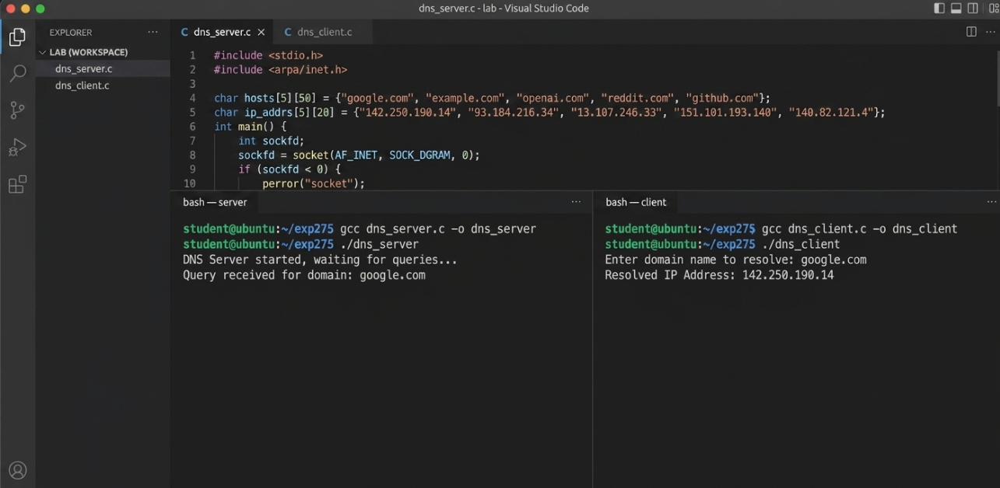 dns_server.c - lab - Visual Studio Code
EXPLORER ...
LAB (WORKSPACE)
dns_server.c
dns_client.c
C dns_server.c ×
C dns_client.c
1 #include <stdio.h>
2 #include <arpa/inet.h>
3
4 char hosts[5][50] = {"google.com", "example.com", "openai.com", "reddit.com", "github.com"};
5 char ip_addrs[5][20] = {"142.250.190.14", "93.184.216.34", "13.107.246.33", "151.101.193.140", "140.82.121.4"};
6 int main() {
7 int sockfd;
8 sockfd = socket(AF_INET, SOCK_DGRAM, 0);
9 if (sockfd < 0) {
10 perror("socket");
bash — server ...
student@ubuntu:~/exp275 gcc dns_server.c -o dns_server
student@ubuntu:~/exp275 ./dns_server
DNS Server started, waiting for queries...
Query received for domain: google.com
bash — client ...
student@ubuntu:~/exp27$ gcc dns_client.c -o dns_client
student@ubuntu:~/exp275 ./dns_client
Enter domain name to resolve: google.com
Resolved IP Address: 142.250.190.14